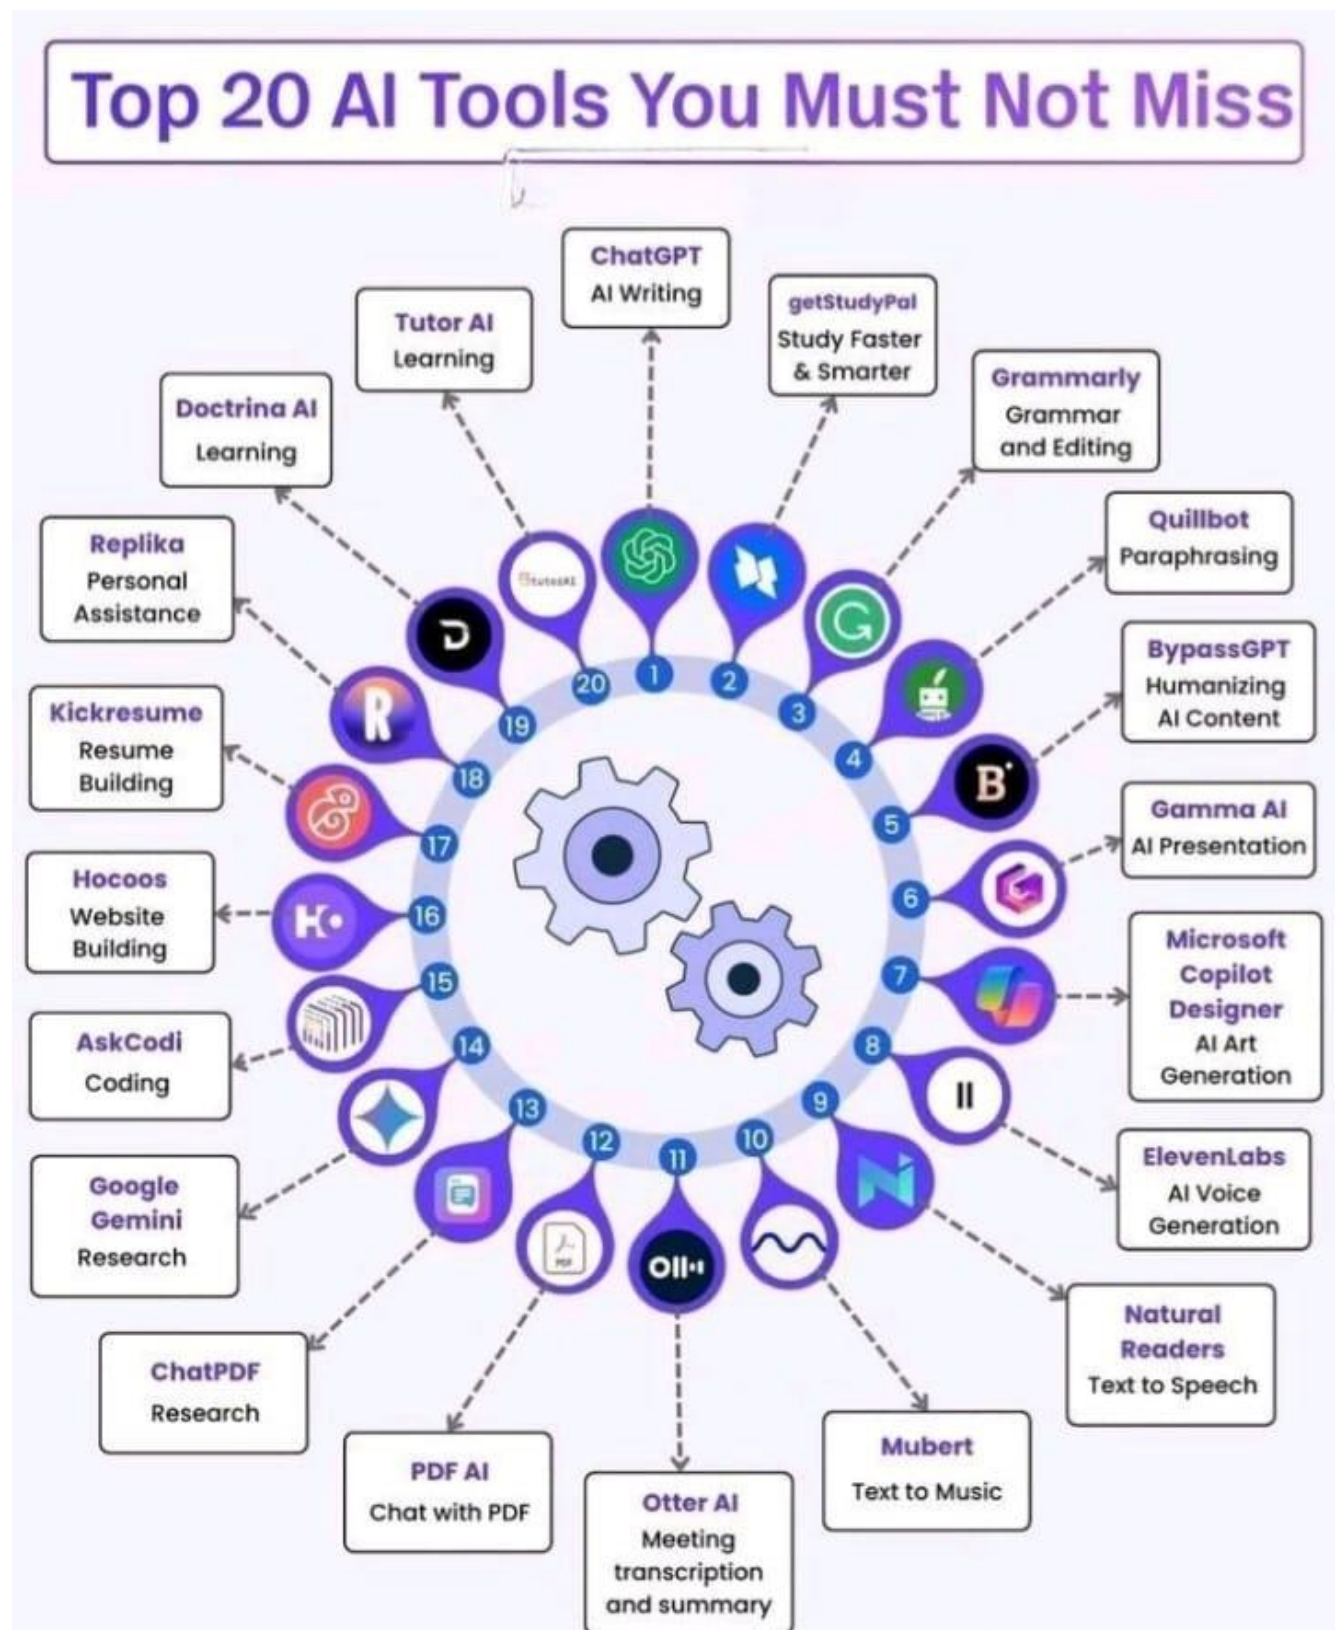 Top 20 AI Tools You Must Not Miss
ChatGPT
AI Writing
getStudyPal
Study Faster
& Smarter
Grammarly
Grammar
and Editing
Quillbot
Paraphrasing
BypassGPT
Humanizing
AI Content
Gamma AI
AI Presentation
Microsoft
Copilot
Designer
AI Art
Generation
ElevenLabs
AI Voice
Generation
Natural
Readers
Text to Speech
Mubert
Text to Music
Otter AI
Meeting
transcription
and summary
PDF AI
Chat with PDF
ChatPDF
Research
Google
Gemini
Research
AskCodi
Coding
Hocoos
Website
Building
Kickresume
Resume
Building
Replika
Personal
Assistance
Doctrina AI
Learning
Tutor AI
Learning
1
2
3
4
5
6
7
8
9
10
11
12
13
14
15
16
17
18
19
20
tutorAI
PDF